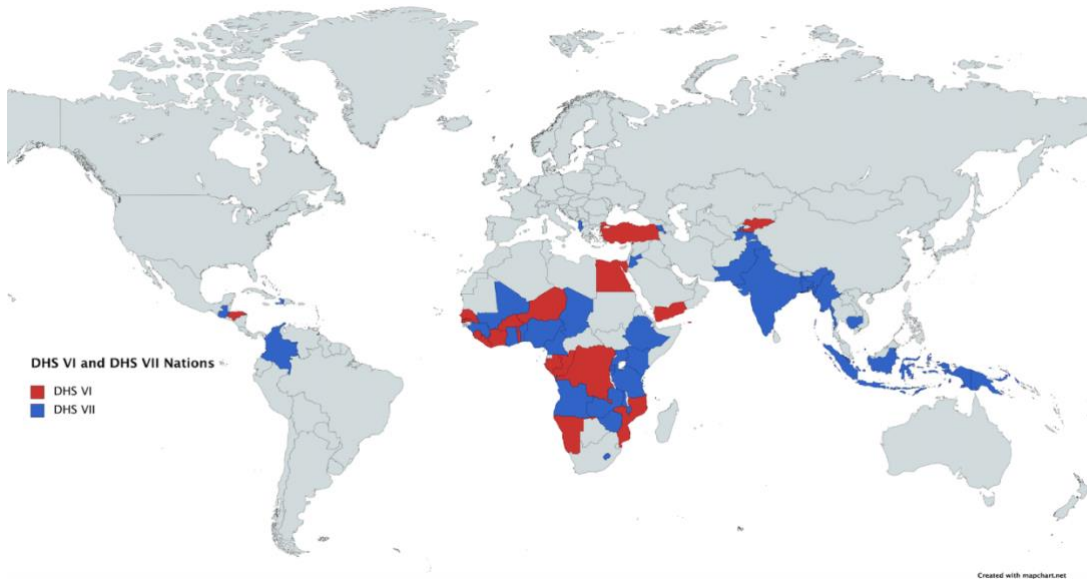 DHS VI and DHS VII Nations
DHS VI
DHS VII
Created with mapchart.net